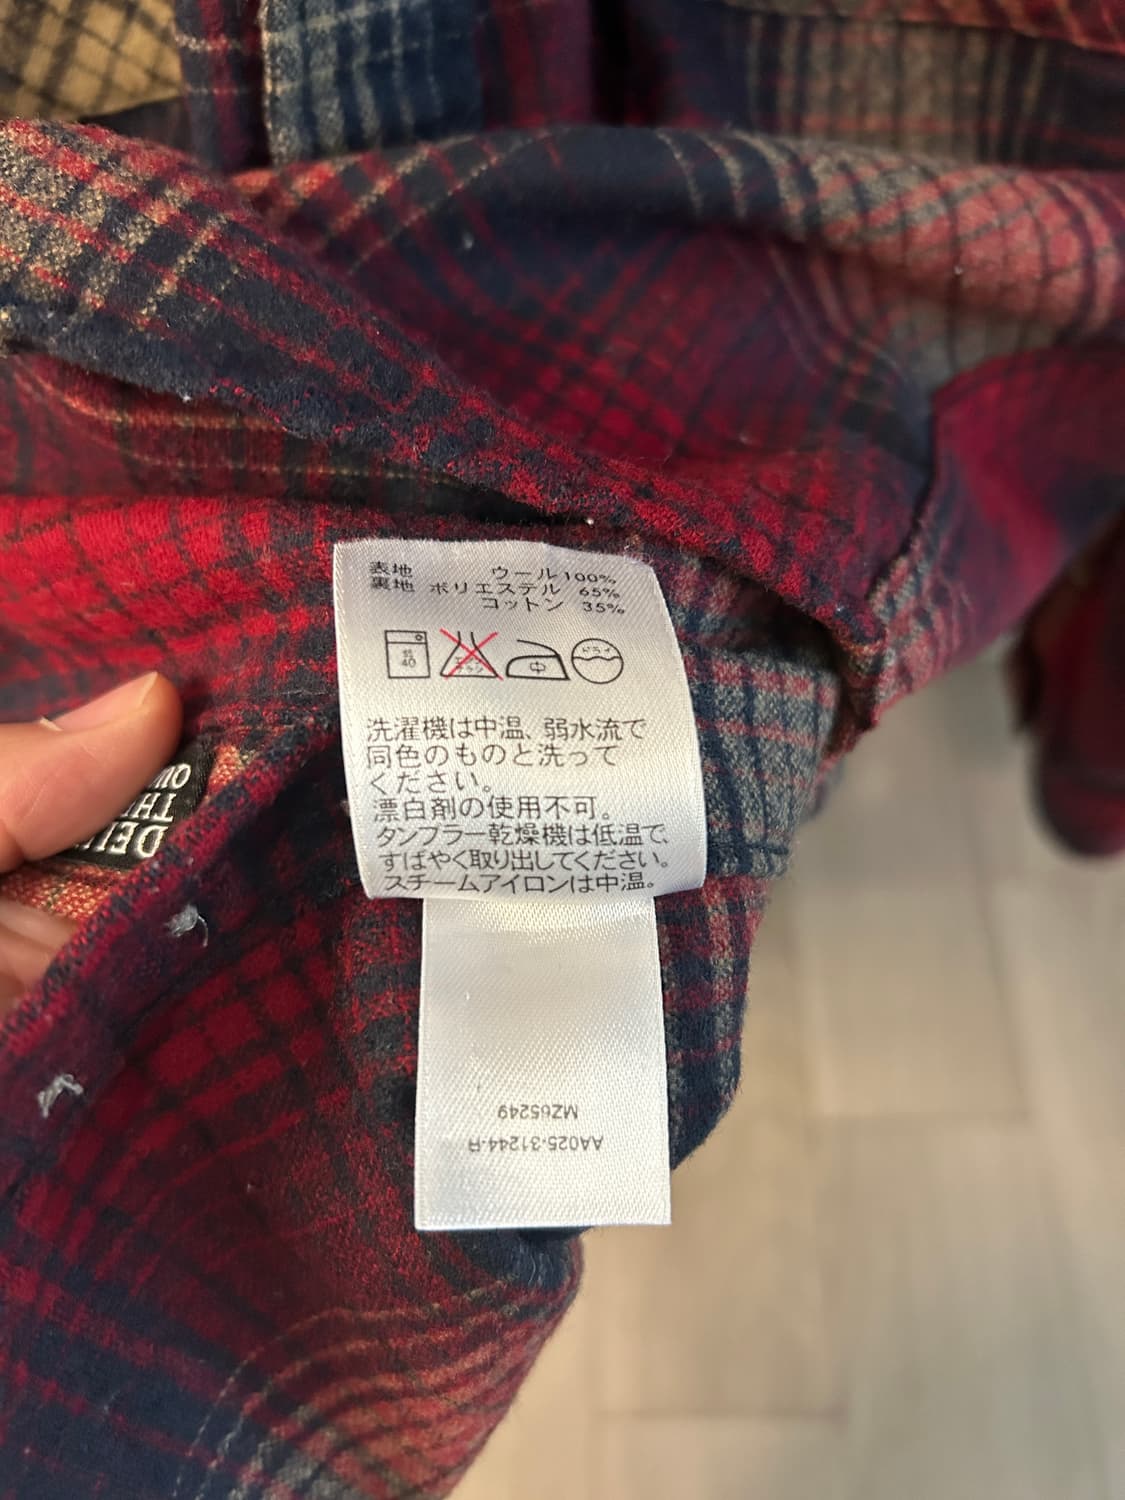 表地 ウール100%
裏地 ポリエステル 65%
コットン 35%
弱
40
中
ドライ
洗濯機は中温、弱水流で
同色のものと洗って
ください。
漂白剤の使用不可。
タンブラー乾燥機は低温で、
すばやく取り出してください。
スチームアイロンは中温。
AA025-31244-R
MZ65249